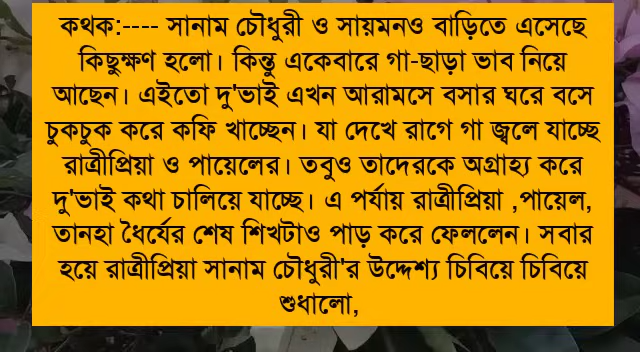 কথক:---- সানাম চৌধুরী ও সায়মনও বাড়িতে এসেছে
কিছুক্ষণ হলো। কিন্তু একেবারে গা-ছাড়া ভাব নিয়ে
আছেন। এইতো দু'ভাই এখন আরামসে বসার ঘরে বসে
চুকচুক করে কফি খাচ্ছেন। যা দেখে রাগে গা জ্বলে যাচ্ছে
রাত্রীপ্রিয়া ও পায়েলের। তবুও তাদেরকে অগ্রাহ্য করে
দু'ভাই কথা চালিয়ে যাচ্ছে। এ পর্যায় রাত্রীপ্রিয়া ,পায়েল,
তানহা ধৈর্যের শেষ শিখটাও পাড় করে ফেললেন। সবার
হয়ে রাত্রীপ্রিয়া সানাম চৌধুরী'র উদ্দেশ্য চিবিয়ে চিবিয়ে
শুধালো,